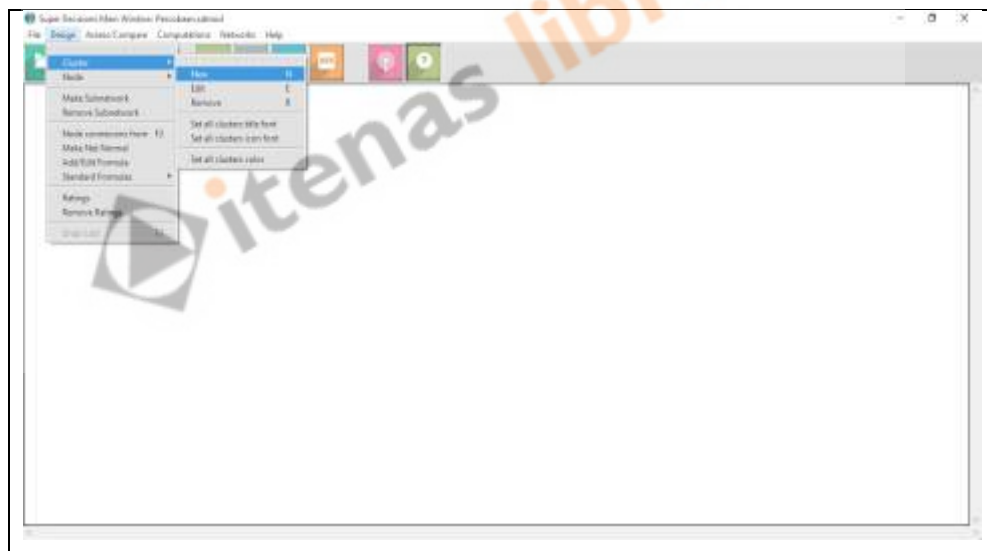 Super Decisions Main Window: Percobaan.sdmod
File Design Assess/Compare Computations Networks Help
Cluster
Node
Make Subnetwork
Remove Subnetwork
Node connexions from
Make Net Normal
Add/Edit Formula
Standard Formulas
Ratings
Remove Ratings
New N
Edit E
Remove R
Set all clusters title font
Set all clusters icon font
Set all clusters color
itenas lib